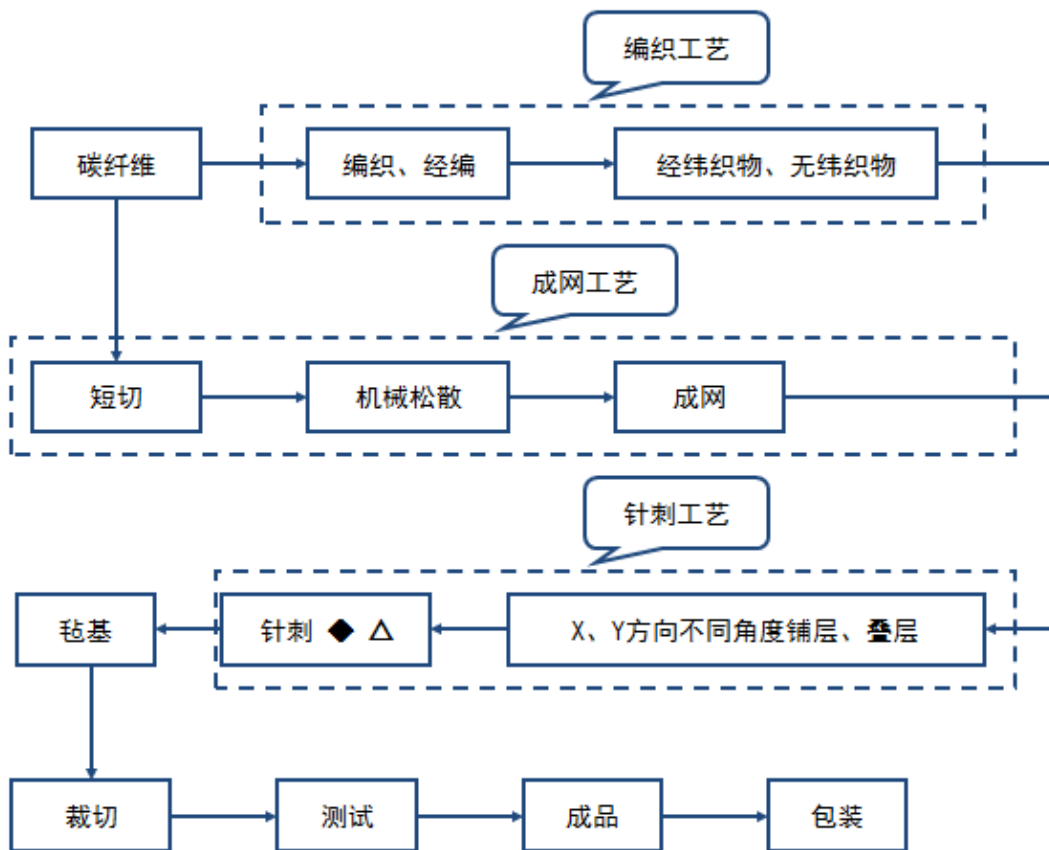 编织工艺
碳纤维
编织、经编
经纬织物、无纬织物
成网工艺
短切
机械松散
成网
针刺工艺
毡基
针刺 ◆ △
X、Y方向不同角度铺层、叠层
裁切
测试
成品
包装